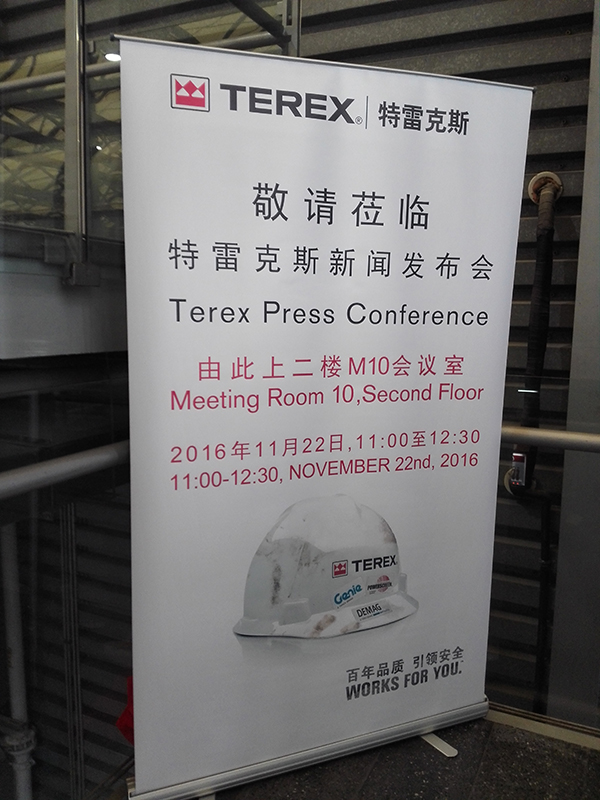 TEREX® 特雷克斯
敬请莅临
特雷克斯新闻发布会
Terex Press Conference
由此上二楼M10会议室
Meeting Room 10,Second Floor
2016年11月22日,11:00至12:30
11:00-12:30, NOVEMBER 22nd, 2016
TEREX
Genie
POWERSCREEN
DEMAG
百年品质 引领安全
WORKS FOR YOU.™